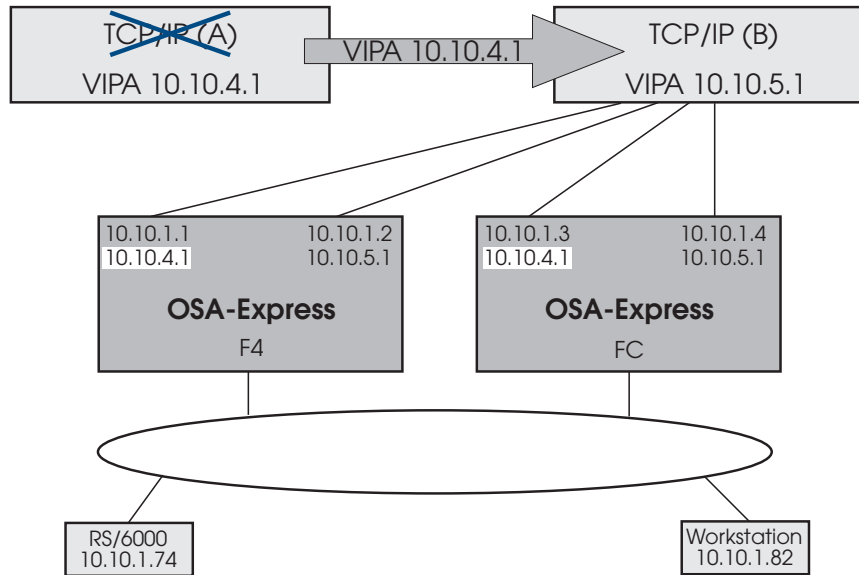 TCP/IP (A)
VIPA 10.10.4.1
VIPA 10.10.4.1
TCP/IP (B)
VIPA 10.10.5.1
10.10.1.1
10.10.1.2
10.10.4.1
10.10.5.1
OSA-Express
F4
10.10.1.3
10.10.1.4
10.10.4.1
10.10.5.1
OSA-Express
FC
RS/6000
10.10.1.74
Workstation
10.10.1.82